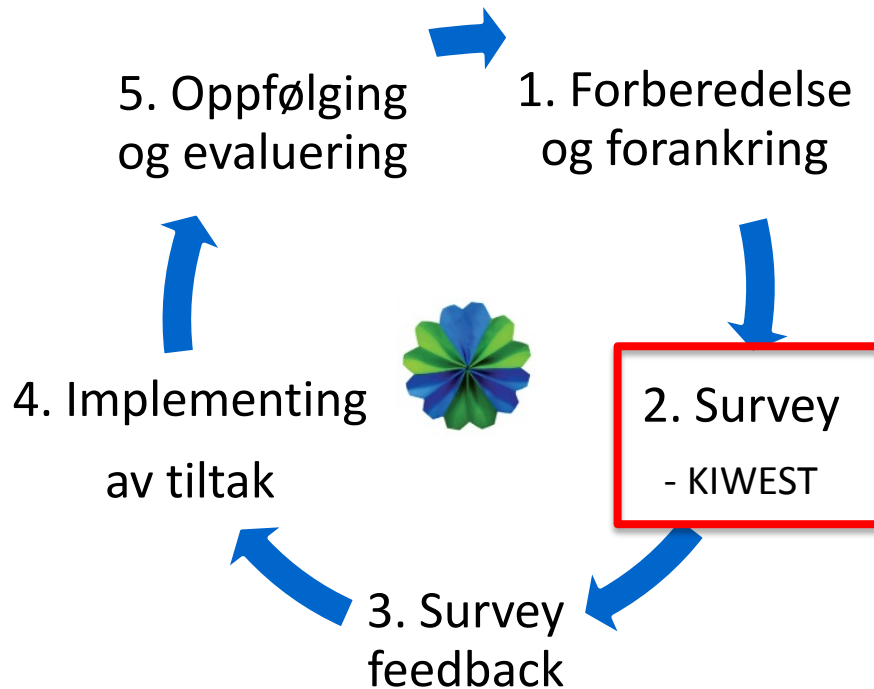 1. Forberedelse
og forankring
2. Survey
- KIWEST
3. Survey
feedback
4. Implementing
av tiltak
5. Oppfølging
og evaluering